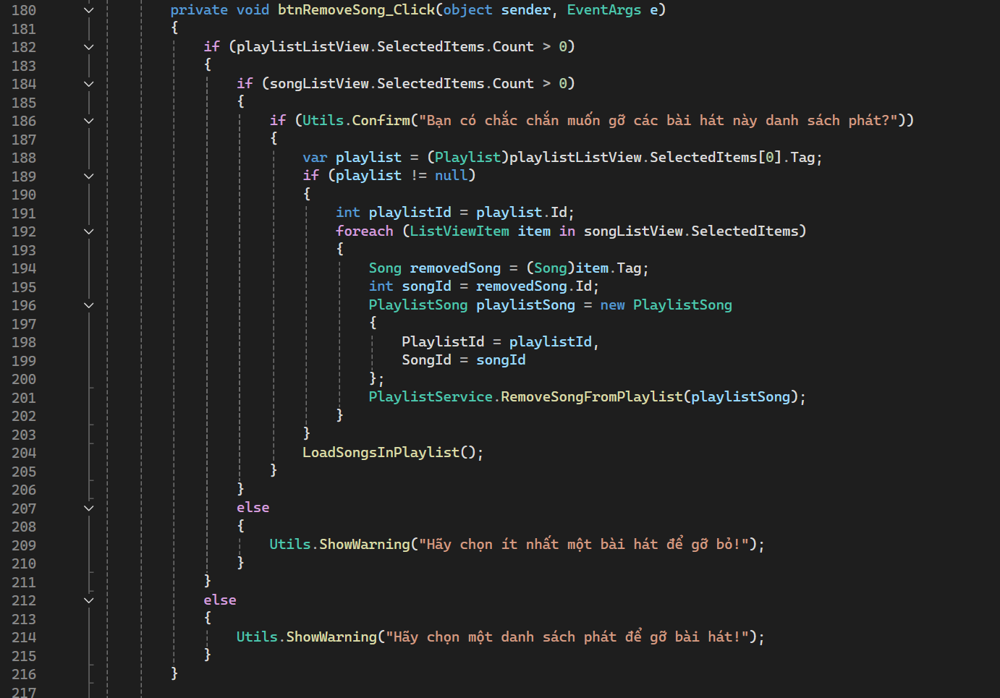 180 private void btnRemoveSong_Click(object sender, EventArgs e)
181 {
182 if (playlistListView.SelectedItems.Count > 0)
183 {
184 if (songListView.SelectedItems.Count > 0)
185 {
186 if (Utils.Confirm("Bạn có chắc chắn muốn gỡ các bài hát này danh sách phát?"))
187 {
188 var playlist = (Playlist)playlistListView.SelectedItems[0].Tag;
189 if (playlist != null)
190 {
191 int playlistId = playlist.Id;
192 foreach (ListViewItem item in songListView.SelectedItems)
193 {
194 Song removedSong = (Song)item.Tag;
195 int songId = removedSong.Id;
196 PlaylistSong playlistSong = new PlaylistSong
197 {
198 PlaylistId = playlistId,
199 SongId = songId
200 };
201 PlaylistService.RemoveSongFromPlaylist(playlistSong);
202 }
203 }
204 LoadSongsInPlaylist();
205 }
206 }
207 else
208 {
209 Utils.ShowWarning("Hãy chọn ít nhất một bài hát để gỡ bỏ!");
210 }
211 }
212 else
213 {
214 Utils.ShowWarning("Hãy chọn một danh sách phát để gỡ bài hát!");
215 }
216 }
217